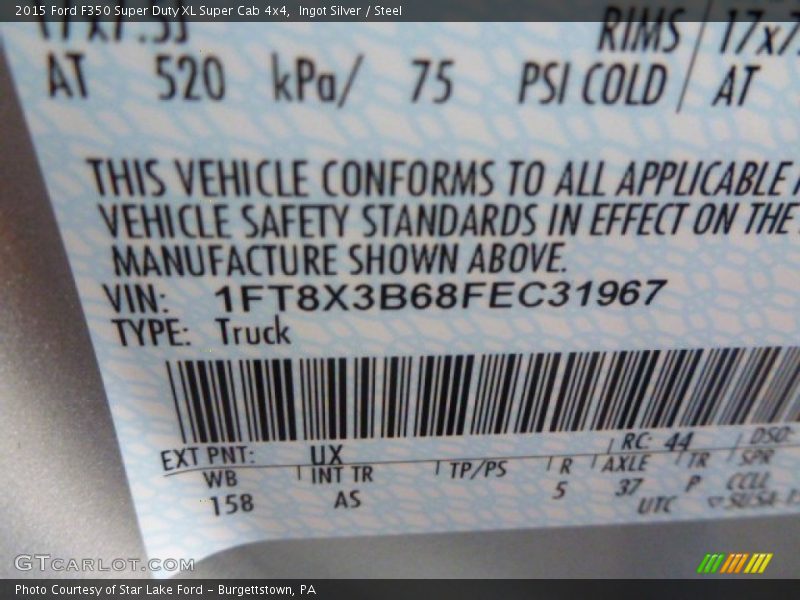 2015 Ford F350 Super Duty XL Super Cab 4x4, Ingot Silver / Steel
RIMS 17x7.
AT 520 kPa/ 75 PSI COLD AT
THIS VEHICLE CONFORMS TO ALL APPLICABLE
VEHICLE SAFETY STANDARDS IN EFFECT ON THE
MANUFACTURE SHOWN ABOVE.
VIN: 1FT8X3B68FEC31967
TYPE: Truck
EXT PNT: UX RC: 44 DSO:
WB INT TR TP/PS R AXLE TR SPR
158 AS 5 37 P
UTC
GTCARLOT.COM
Photo Courtesy of Star Lake Ford - Burgettstown, PA